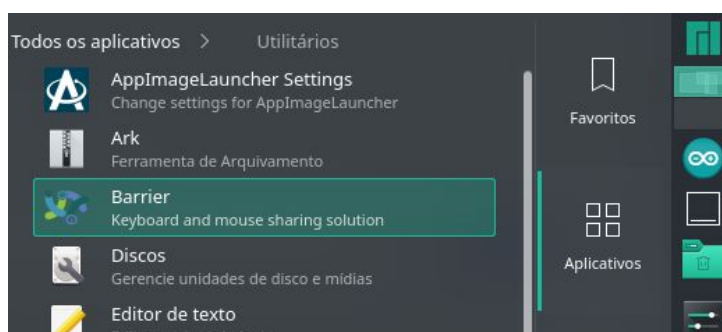 Todos os aplicativos > Utilitários
AppImageLauncher Settings
Change settings for AppImageLauncher
Ark
Ferramenta de Arquivamento
Barrier
Keyboard and mouse sharing solution
Discos
Gerencie unidades de disco e mídias
Editor de texto
Favoritos
Aplicativos